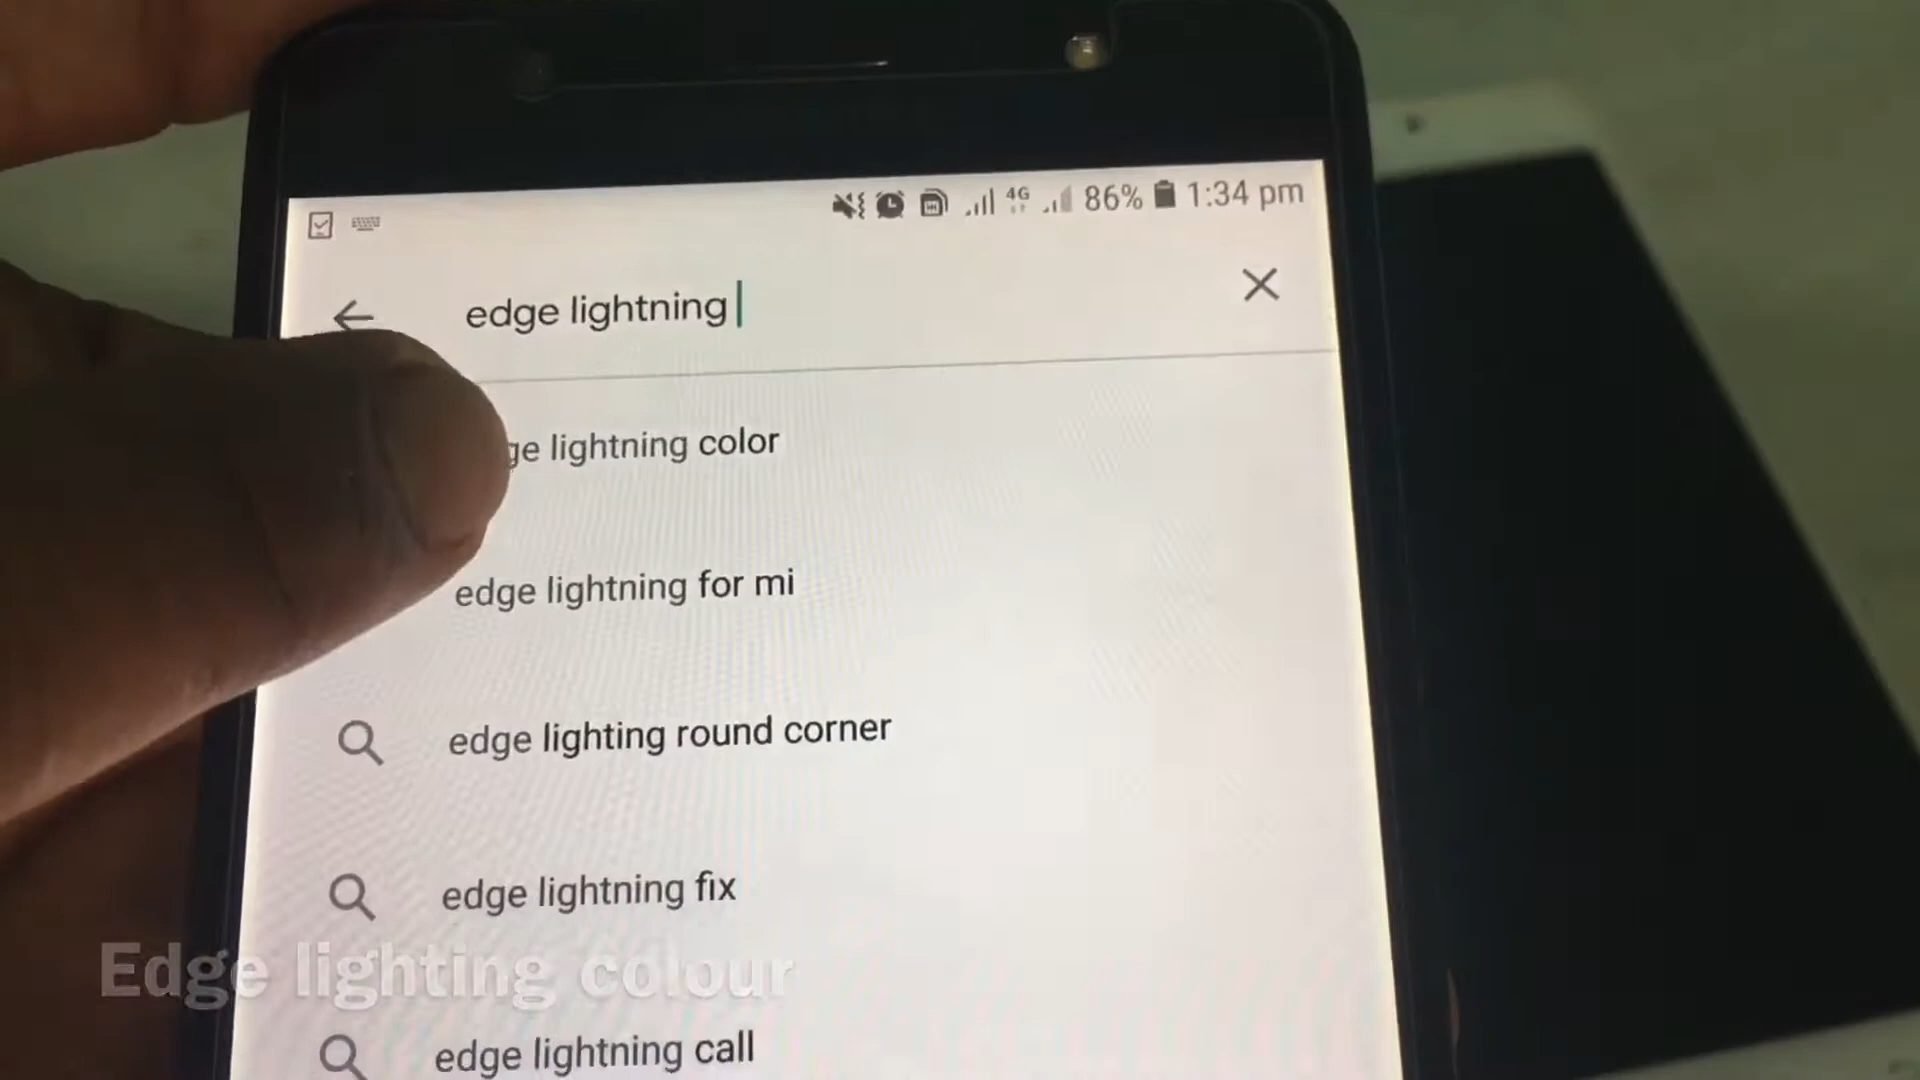 4G 86% 1:34 pm
edge lightning
ge lightning color
edge lightning for mi
edge lighting round corner
edge lightning fix
Edge lighting colour
edge lightning call